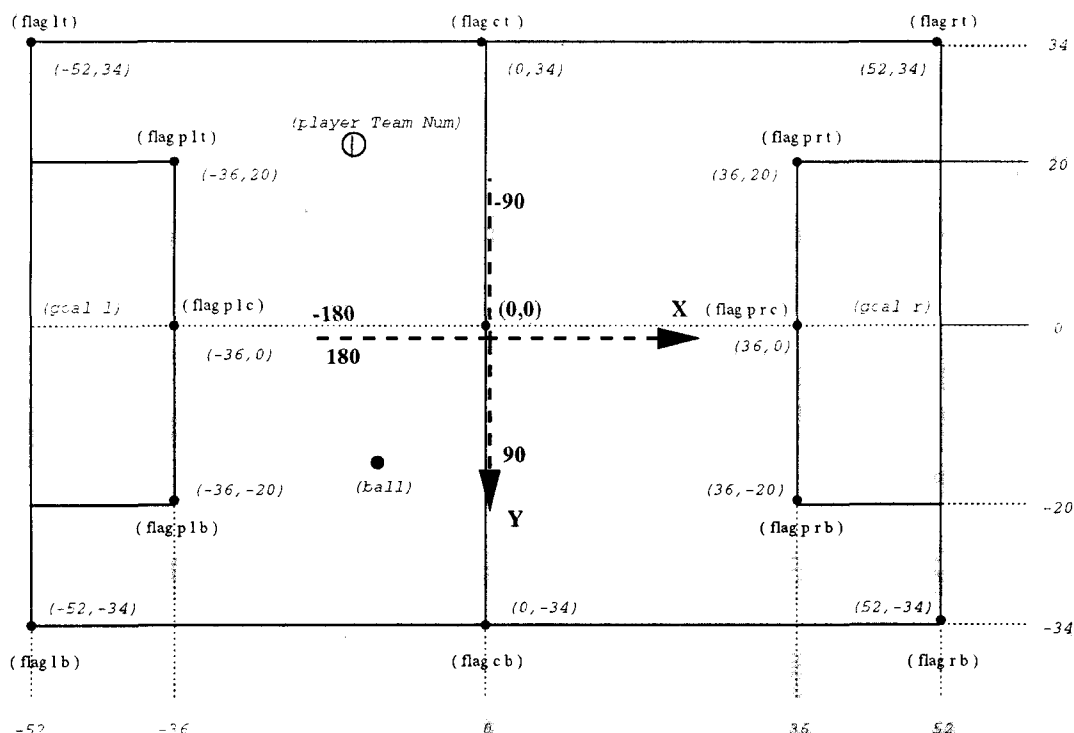 (flag l t)
(flag c t)
(flag r t)
(-52,34)
(0,34)
(52,34)
34
(player Team Num)
(flag p l t)
(flag p r t)
(-36,20)
(36,20)
20
-90
(goal l)
(flag p l c)
-180
(0,0)
X
(flag p r c)
(goal r)
0
(-36,0)
180
(36,0)
90
(ball)
(-36,-20)
(36,-20)
-20
Y
(flag p l b)
(flag p r b)
(-52,-34)
(0,-34)
(52,-34)
-34
(flag l b)
(flag c b)
(flag r b)
-52
-36
0
36
52